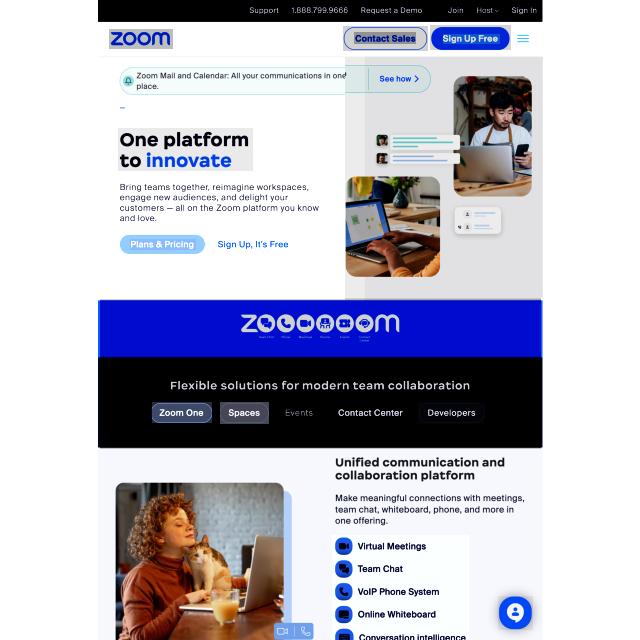 Support 1.888.799.9666 Request a Demo Join Host Sign In
zoom
Contact Sales
Sign Up Free
Zoom Mail and Calendar: All your communications in one
place.
See how
One platform
to innovate
Bring teams together, reimagine workspaces,
engage new audiences, and delight your
customers — all on the Zoom platform you know
and love.
Plans & Pricing
Sign Up, It's Free
ZOOOOOOM
Flexible solutions for modern team collaboration
Zoom One
Spaces
Events
Contact Center
Developers
Unified communication and
collaboration platform
Make meaningful connections with meetings,
team chat, whiteboard, phone, and more in
one offering.
Virtual Meetings
Team Chat
VoIP Phone System
Online Whiteboard
Conversation intelligence